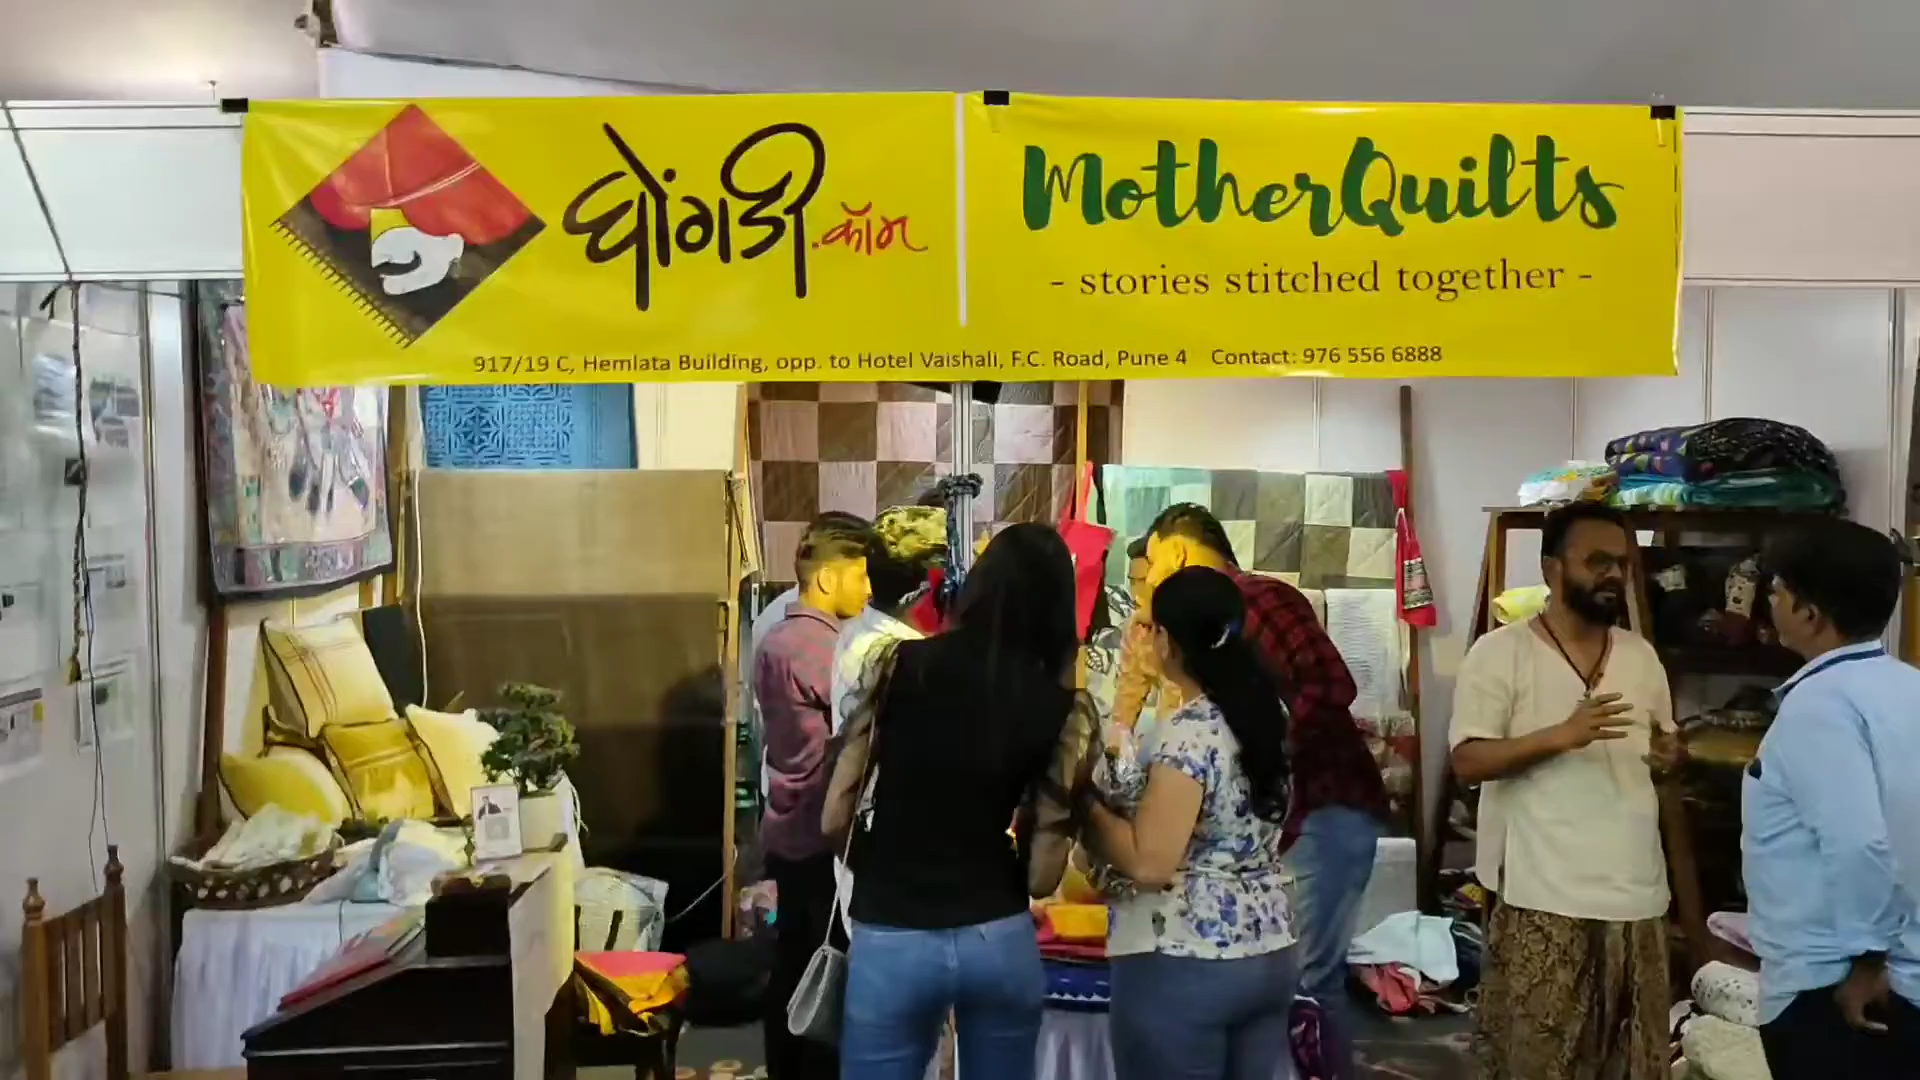 घोंगडी.कॉम
MotherQuilts
- stories stitched together -
917/19 C, Hemlata Building, opp. to Hotel Vaishali, F.C. Road, Pune 4 Contact: 976 556 6888